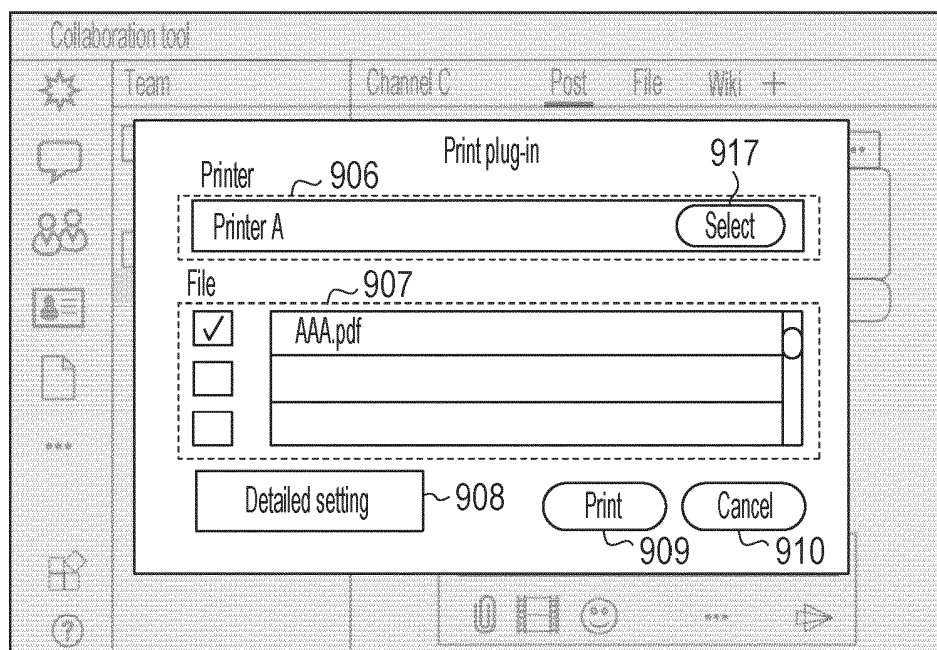 Collaboration tool
Team
Channel C Post File Wiki +
Print plug-in
Printer 906 917
Printer A Select
File 907
AAA.pdf
Detailed setting 908 Print Cancel
909 910